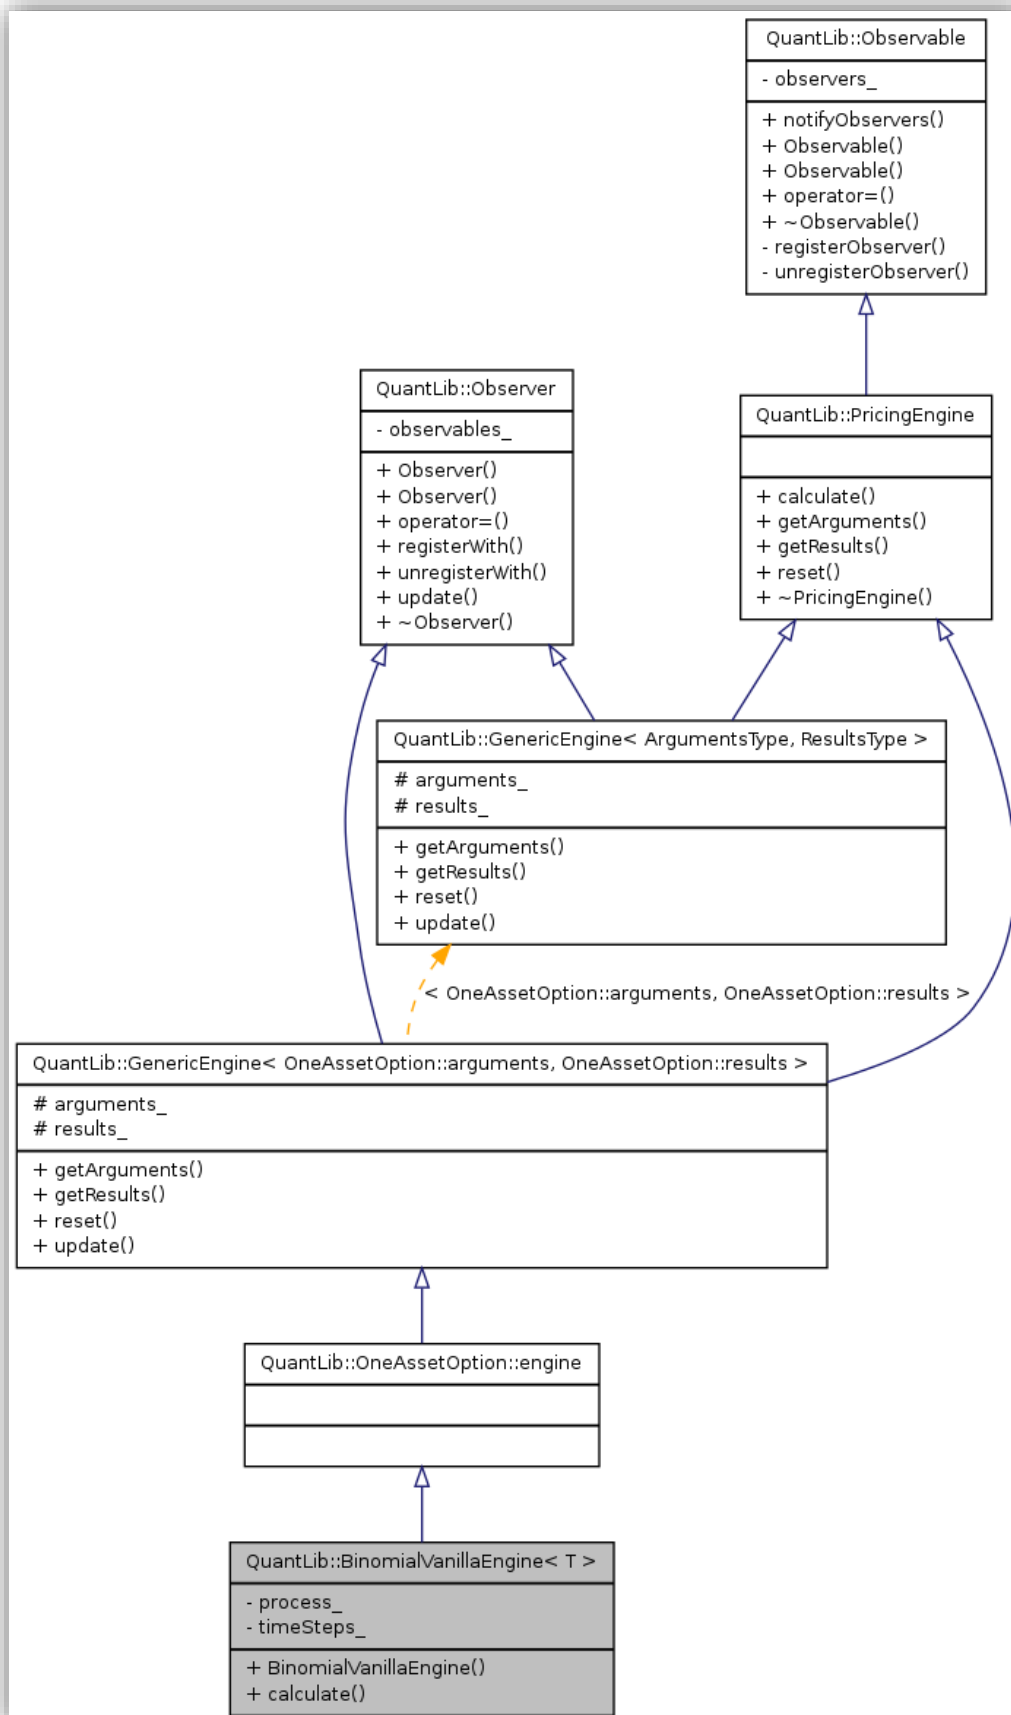 QuantLib::Observable
- observers_
+ notifyObservers()
+ Observable()
+ Observable()
+ operator=()
+ ~Observable()
- registerObserver()
- unregisterObserver()
QuantLib::Observer
- observables_
+ Observer()
+ Observer()
+ operator=()
+ registerWith()
+ unregisterWith()
+ update()
+ ~Observer()
QuantLib::PricingEngine
+ calculate()
+ getArguments()
+ getResults()
+ reset()
+ ~PricingEngine()
QuantLib::GenericEngine< ArgumentsType, ResultsType >
# arguments_
# results_
+ getArguments()
+ getResults()
+ reset()
+ update()
< OneAssetOption::arguments, OneAssetOption::results >
QuantLib::GenericEngine< OneAssetOption::arguments, OneAssetOption::results >
# arguments_
# results_
+ getArguments()
+ getResults()
+ reset()
+ update()
QuantLib::OneAssetOption::engine
QuantLib::BinomialVanillaEngine< T >
- process_
- timeSteps_
+ BinomialVanillaEngine()
+ calculate()